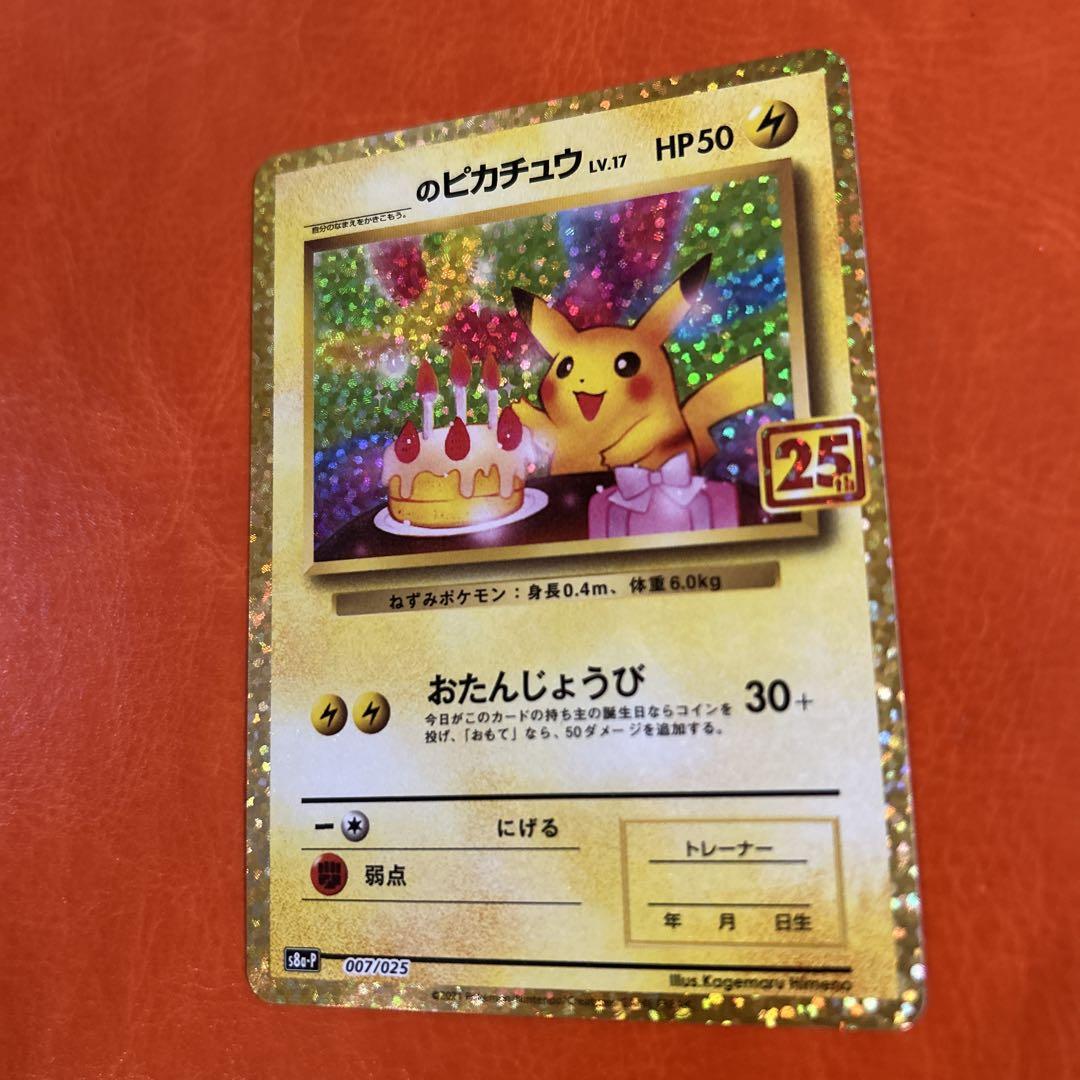 のピカチュウ LV.17 HP50
自分のなまえをかきこもう。
25th
ねずみポケモン：身長0.4m、体重6.0kg
おたんじょうび 30+
今日がこのカードの持ち主の誕生日ならコインを
投げ、「おもて」なら、50ダメージを追加する。
にげる
弱点
トレーナー
年 月 日生
s8a-P 007/025
Illus.Kagemaru Himeno
©2021 Pokémon/Nintendo/Creatures